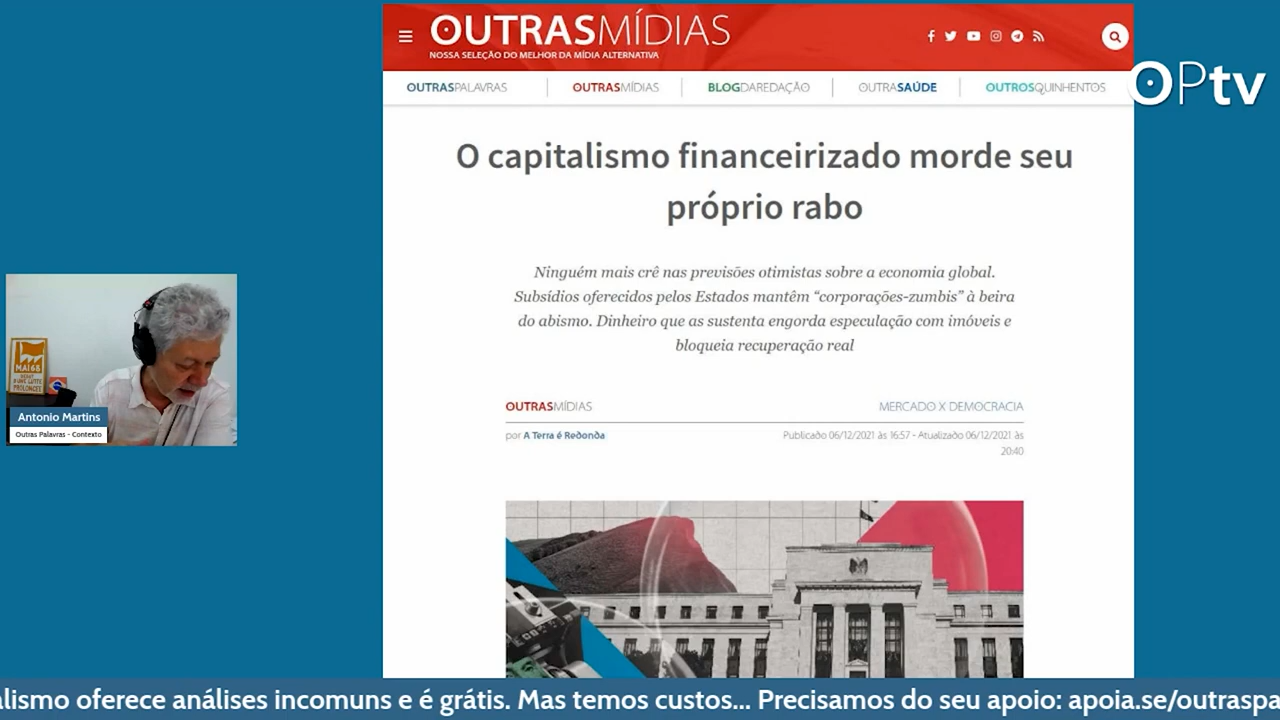 OUTRASMÍDIAS
NOSSA SELEÇÃO DO MELHOR DA MÍDIA ALTERNATIVA
OUTRASPALAVRAS
OUTRASMÍDIAS
BLOGDAREDAÇÃO
OUTRASAÚDE
OUTROSQUINHENTOS
OPtv
O capitalismo financeirizado morde seu
próprio rabo
Ninguém mais crê nas previsões otimistas sobre a economia global.
Subsídios oferecidos pelos Estados mantêm “corporações-zumbis” à beira
do abismo. Dinheiro que as sustenta engorda especulação com imóveis e
bloqueia recuperação real
OUTRASMÍDIAS
MERCADO X DEMOCRACIA
por A Terra é Redonda
Publicado 06/12/2021 às 16:57 - Atualizado 06/12/2021 às
20:40
MAI 68
DEBUT
D'UNE LUTTE
PROLONGÉE
Antonio Martins
Outras Palavras - Contexto
alismo oferece análises incomuns e é grátis. Mas temos custos... Precisamos do seu apoio: apoia.se/outraspa